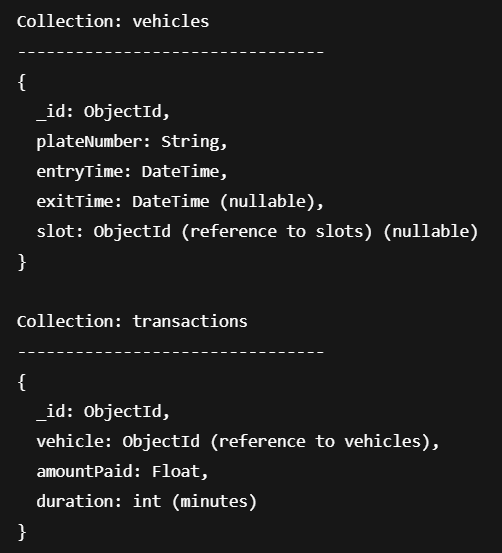 Collection: vehicles
--------------------------------
{
  _id: ObjectId,
  plateNumber: String,
  entryTime: DateTime,
  exitTime: DateTime (nullable),
  slot: ObjectId (reference to slots) (nullable)
}
Collection: transactions
--------------------------------
{
  _id: ObjectId,
  vehicle: ObjectId (reference to vehicles),
  amountPaid: Float,
  duration: int (minutes)
}